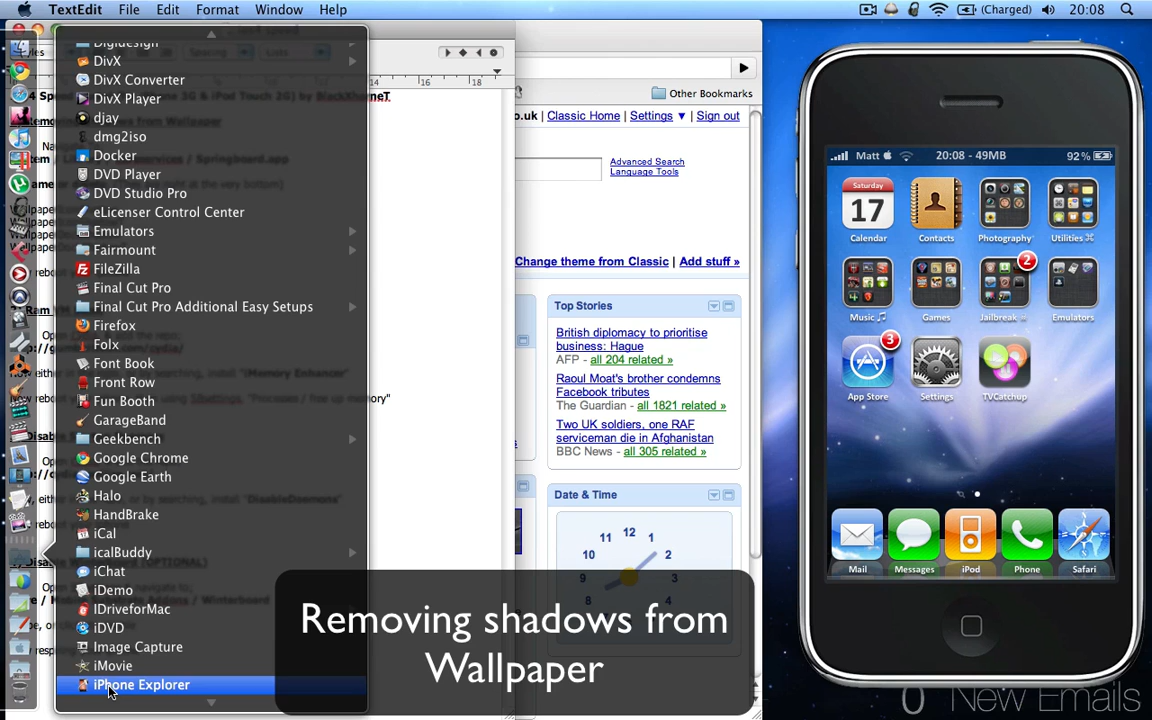 TextEdit File Edit Format Window Help
(Charged) 20:08
Digidesign
DivX
DivX Converter
DivX Player
djay
dmg2iso
Docker
DVD Player
DVD Studio Pro
eLicenser Control Center
Emulators
Fairmount
FileZilla
Final Cut Pro
Final Cut Pro Additional Easy Setups
Firefox
Folx
Font Book
Front Row
Fun Booth
GarageBand
Geekbench
Google Chrome
Google Earth
Halo
HandBrake
iCal
icalBuddy
iChat
iDemo
IDriveforMac
iDVD
Image Capture
iMovie
iPhone Explorer
14 16 18
Other Bookmarks
o.uk | Classic Home | Settings ▼ | Sign out
Advanced Search
Language Tools
Change theme from Classic | Add stuff »
Top Stories
British diplomacy to prioritise
business: Hague
AFP - all 204 related »
Raoul Moat's brother condemns
Facebook tributes
The Guardian - all 1821 related »
Two UK soldiers, one RAF
serviceman die in Afghanistan
BBC News - all 305 related »
Date & Time
12
11 1
10 2
9 3
8 4
Removing shadows from
Wallpaper
Matt 20:08 - 49MB 92%
Saturday
17
Calendar Contacts Photography Utilities ⌘
2
Music ♫ Games Jailbreak Emulators
3
App Store Settings TVCatchup
Mail Messages iPod Phone Safari
0 New Emails